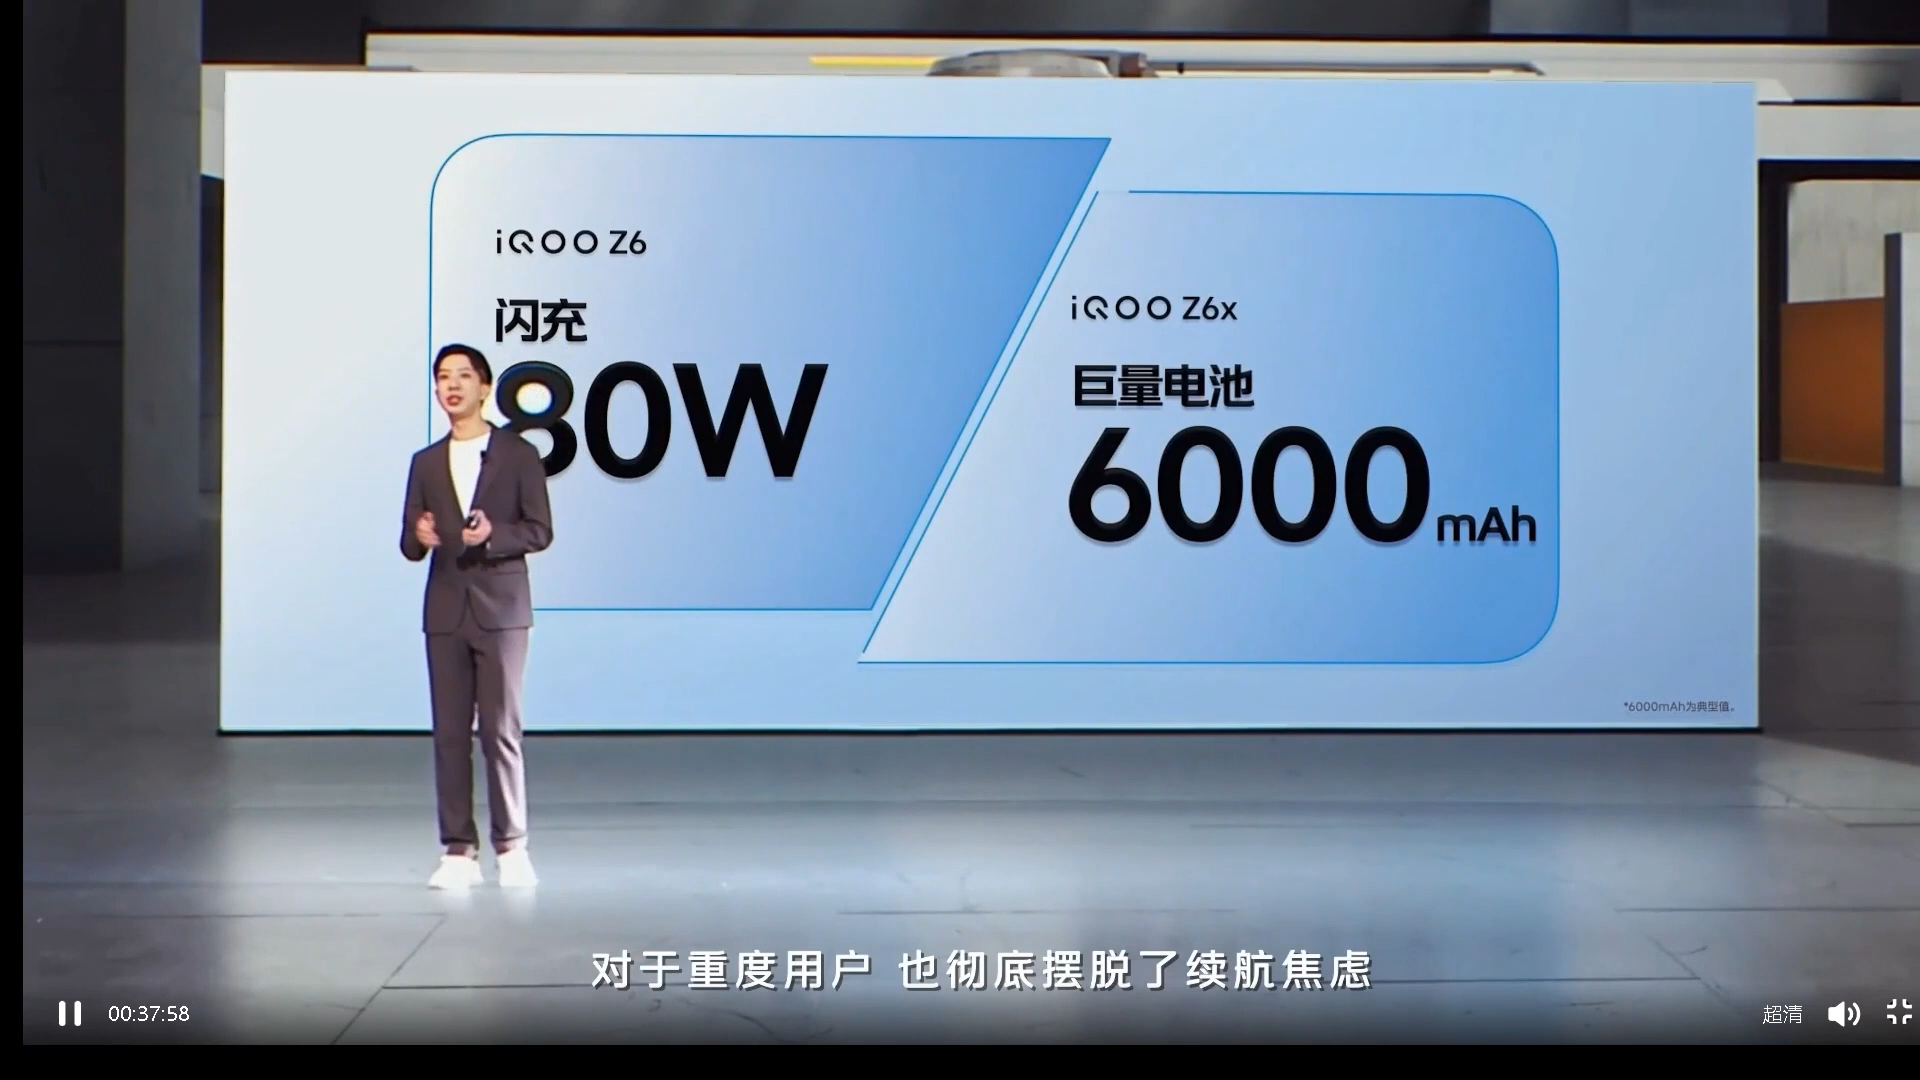 iQOO Z6
闪充
80W
iQOO Z6x
巨量电池
6000mAh
*6000mAh为典型值。
对于重度用户 也彻底摆脱了续航焦虑
00:37:58
超清